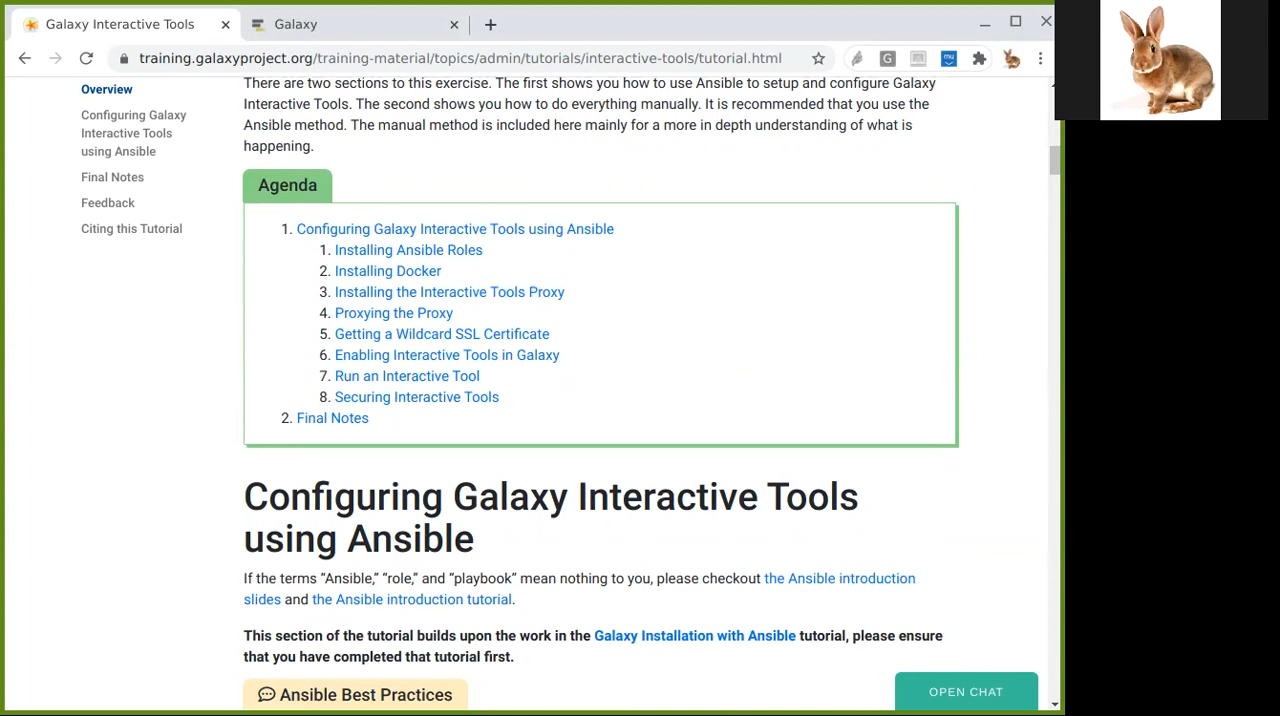 Galaxy Interactive Tools
Galaxy
training.galaxyproject.org/training-material/topics/admin/tutorials/interactive-tools/tutorial.html
Overview
Configuring Galaxy
Interactive Tools
using Ansible
Final Notes
Feedback
Citing this Tutorial
There are two sections to this exercise. The first shows you how to use Ansible to setup and configure Galaxy
Interactive Tools. The second shows you how to do everything manually. It is recommended that you use the
Ansible method. The manual method is included here mainly for a more in depth understanding of what is
happening.
Agenda
1. Configuring Galaxy Interactive Tools using Ansible
1. Installing Ansible Roles
2. Installing Docker
3. Installing the Interactive Tools Proxy
4. Proxying the Proxy
5. Getting a Wildcard SSL Certificate
6. Enabling Interactive Tools in Galaxy
7. Run an Interactive Tool
8. Securing Interactive Tools
2. Final Notes
Configuring Galaxy Interactive Tools
using Ansible
If the terms “Ansible,” “role,” and “playbook” mean nothing to you, please checkout the Ansible introduction
slides and the Ansible introduction tutorial.
This section of the tutorial builds upon the work in the Galaxy Installation with Ansible tutorial, please ensure
that you have completed that tutorial first.
Ansible Best Practices
OPEN CHAT